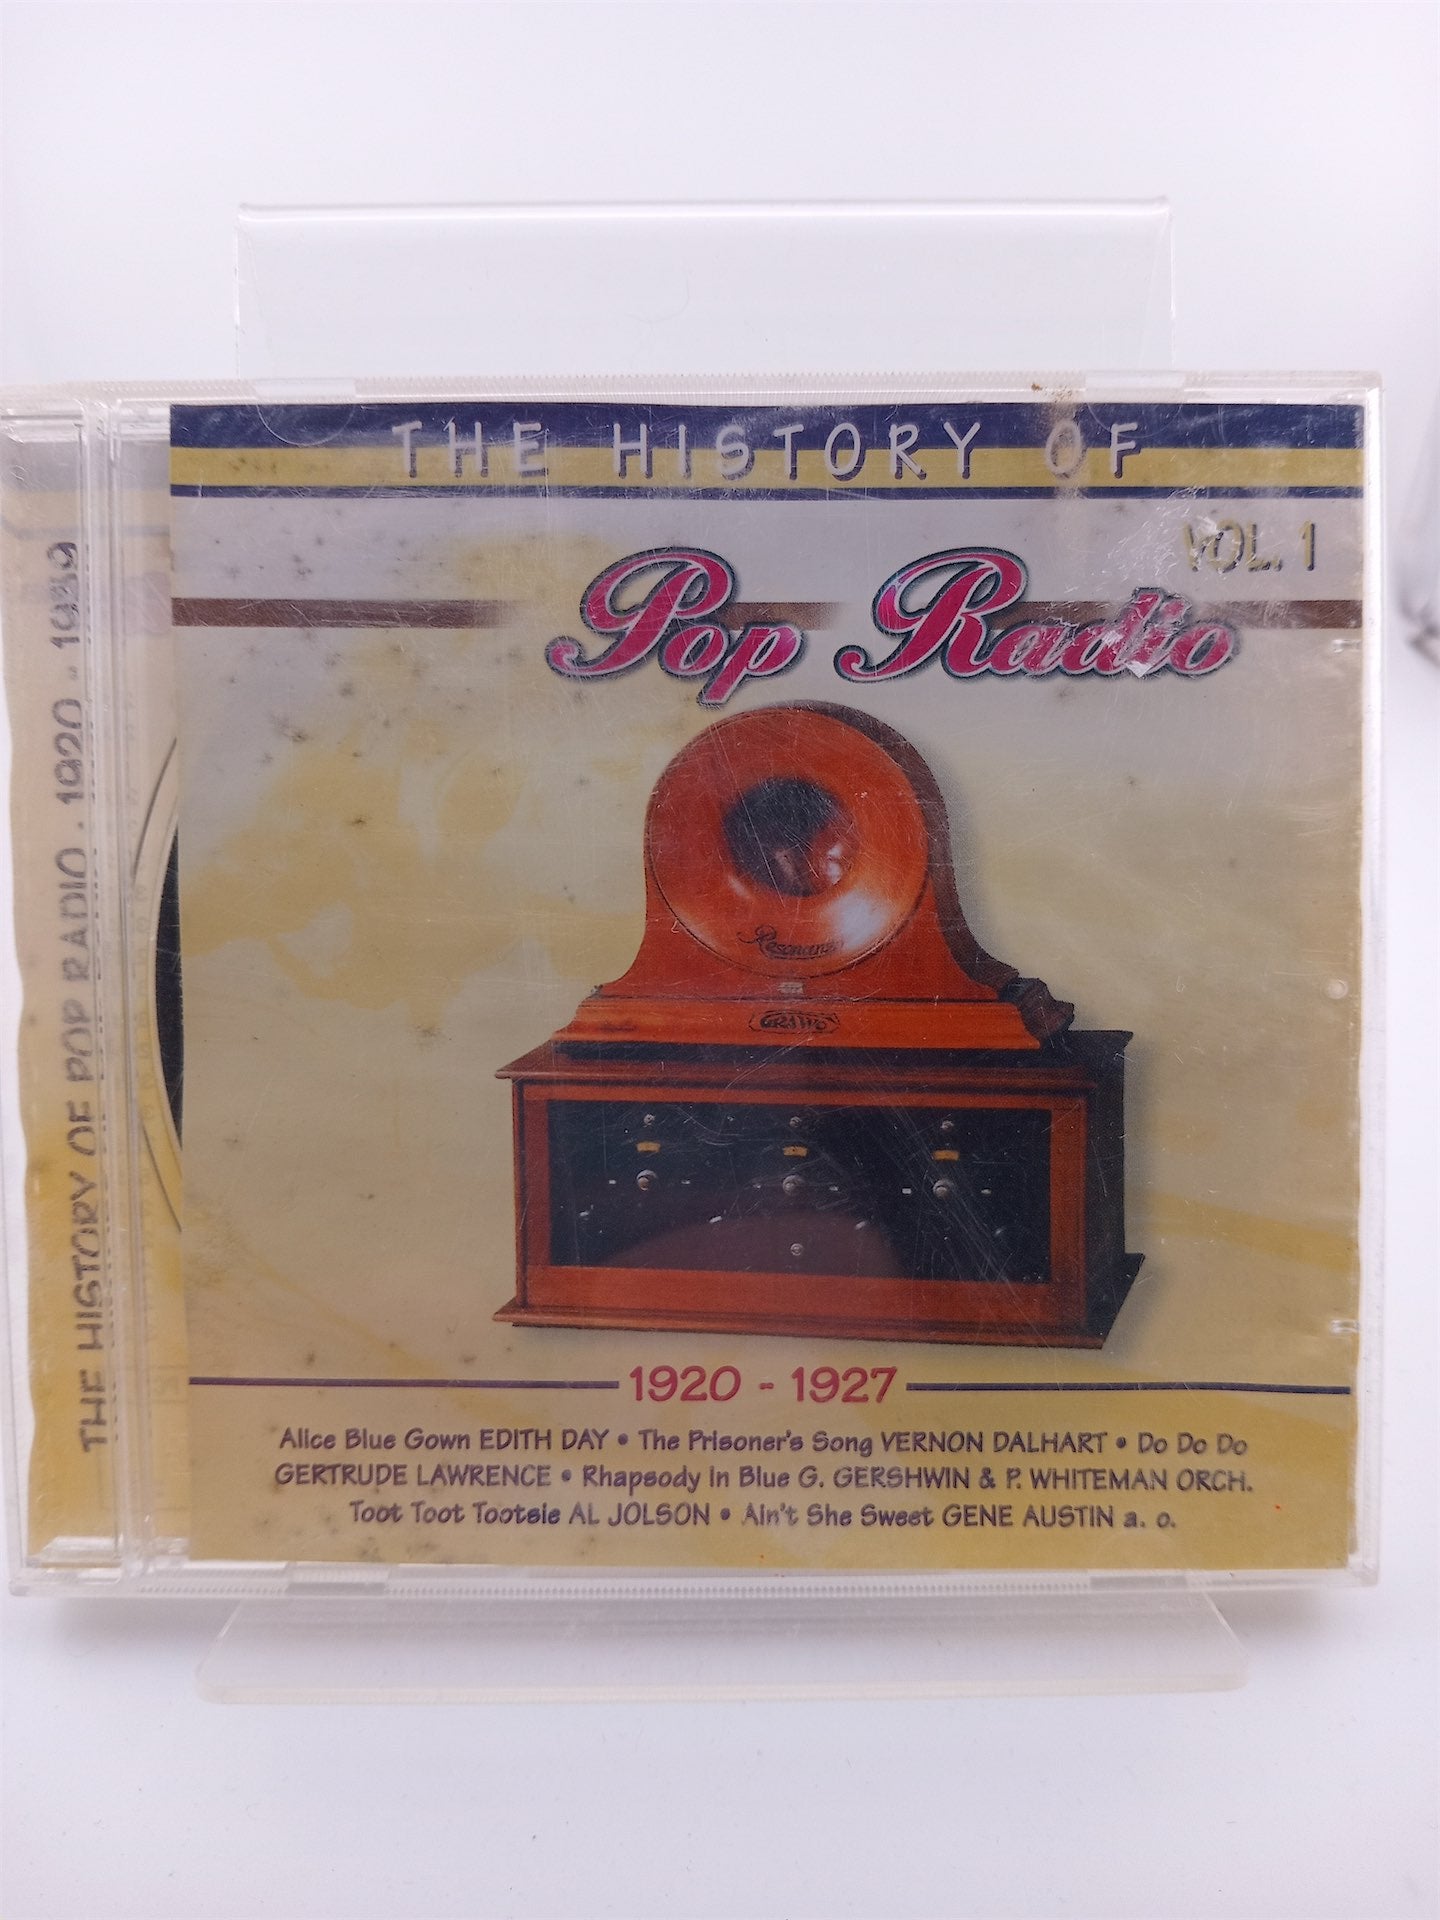 THE HISTORY OF
VOL. 1
Pop Radio
THE HISTORY OF POP RADIO · 1920 - 1949
1920 - 1927
Alice Blue Gown EDITH DAY • The Prisoner's Song VERNON DALHART • Do Do Do
GERTRUDE LAWRENCE • Rhapsody in Blue G. GERSHWIN & P. WHITEMAN ORCH.
Toot Toot Tootsie AL JOLSON • Ain't She Sweet GENE AUSTIN a. o.